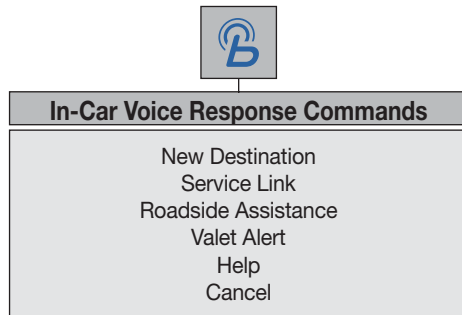 In-Car Voice Response Commands
New Destination
Service Link
Roadside Assistance
Valet Alert
Help
Cancel